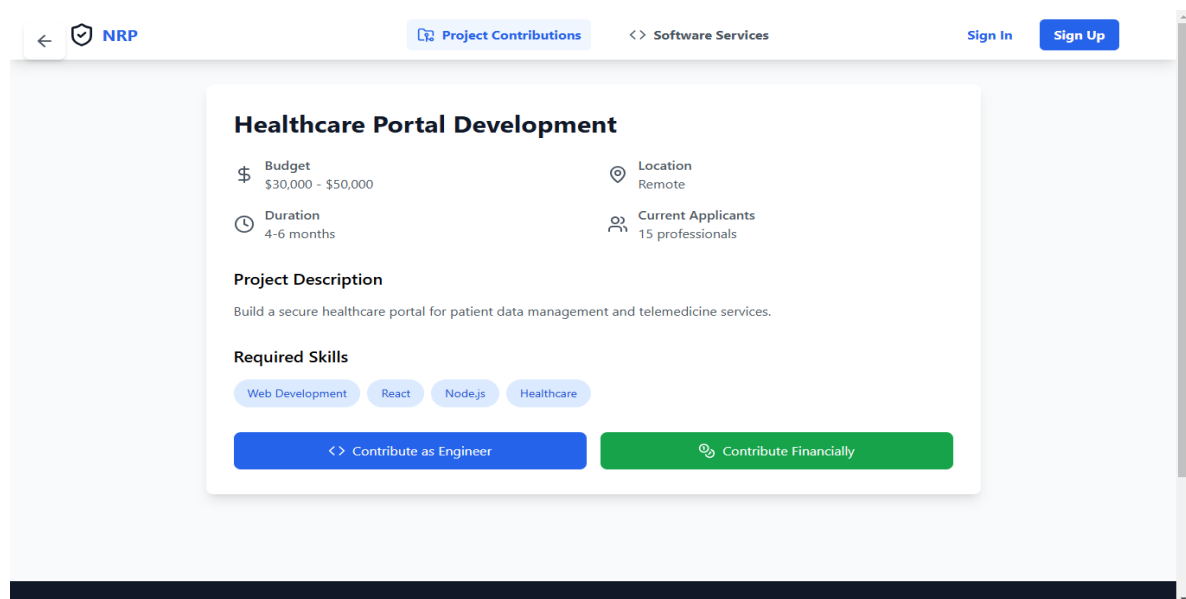 NRP
Project Contributions
<> Software Services
Sign In
Sign Up
Healthcare Portal Development
Budget
$30,000 - $50,000
Location
Remote
Duration
4-6 months
Current Applicants
15 professionals
Project Description
Build a secure healthcare portal for patient data management and telemedicine services.
Required Skills
Web Development
React
Node.js
Healthcare
<> Contribute as Engineer
Contribute Financially